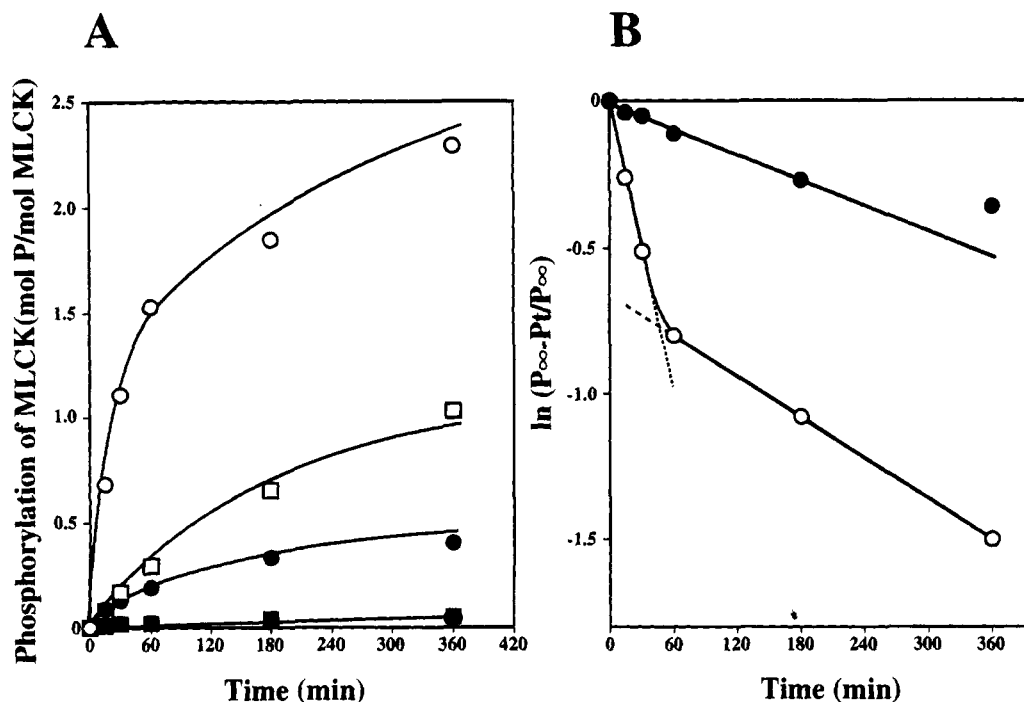 A
Phosphorylation of MLCK(mol P/mol MLCK)
2.5
2.0
1.5
1.0
0.5
0
0 60 120 180 240 300 360 420
Time (min)
B
ln (P∞-Pt/P∞)
0
-0.5
-1.0
-1.5
0 60 120 180 240 300 360
Time (min)